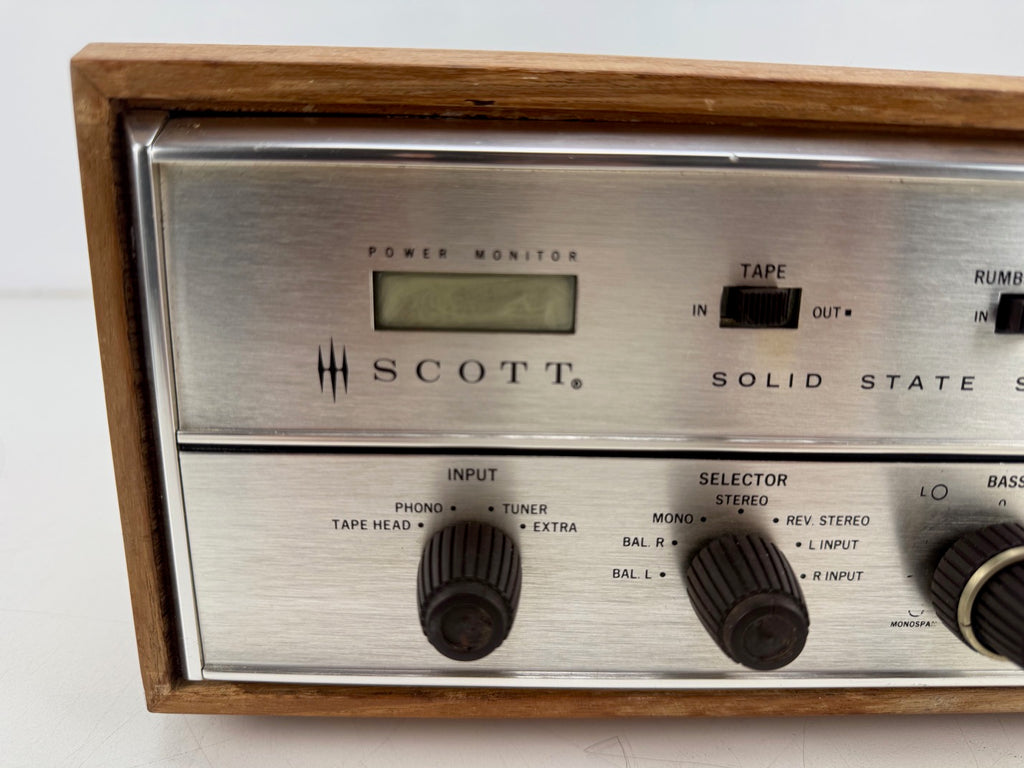 POWER MONITOR
SCOTT®
TAPE
IN OUT
RUMB
IN
SOLID STATE S
INPUT
PHONO TUNER
TAPE HEAD EXTRA
SELECTOR
STEREO
MONO REV. STEREO
BAL. R L INPUT
BAL. L R INPUT
BASS
LO
MONOSPA